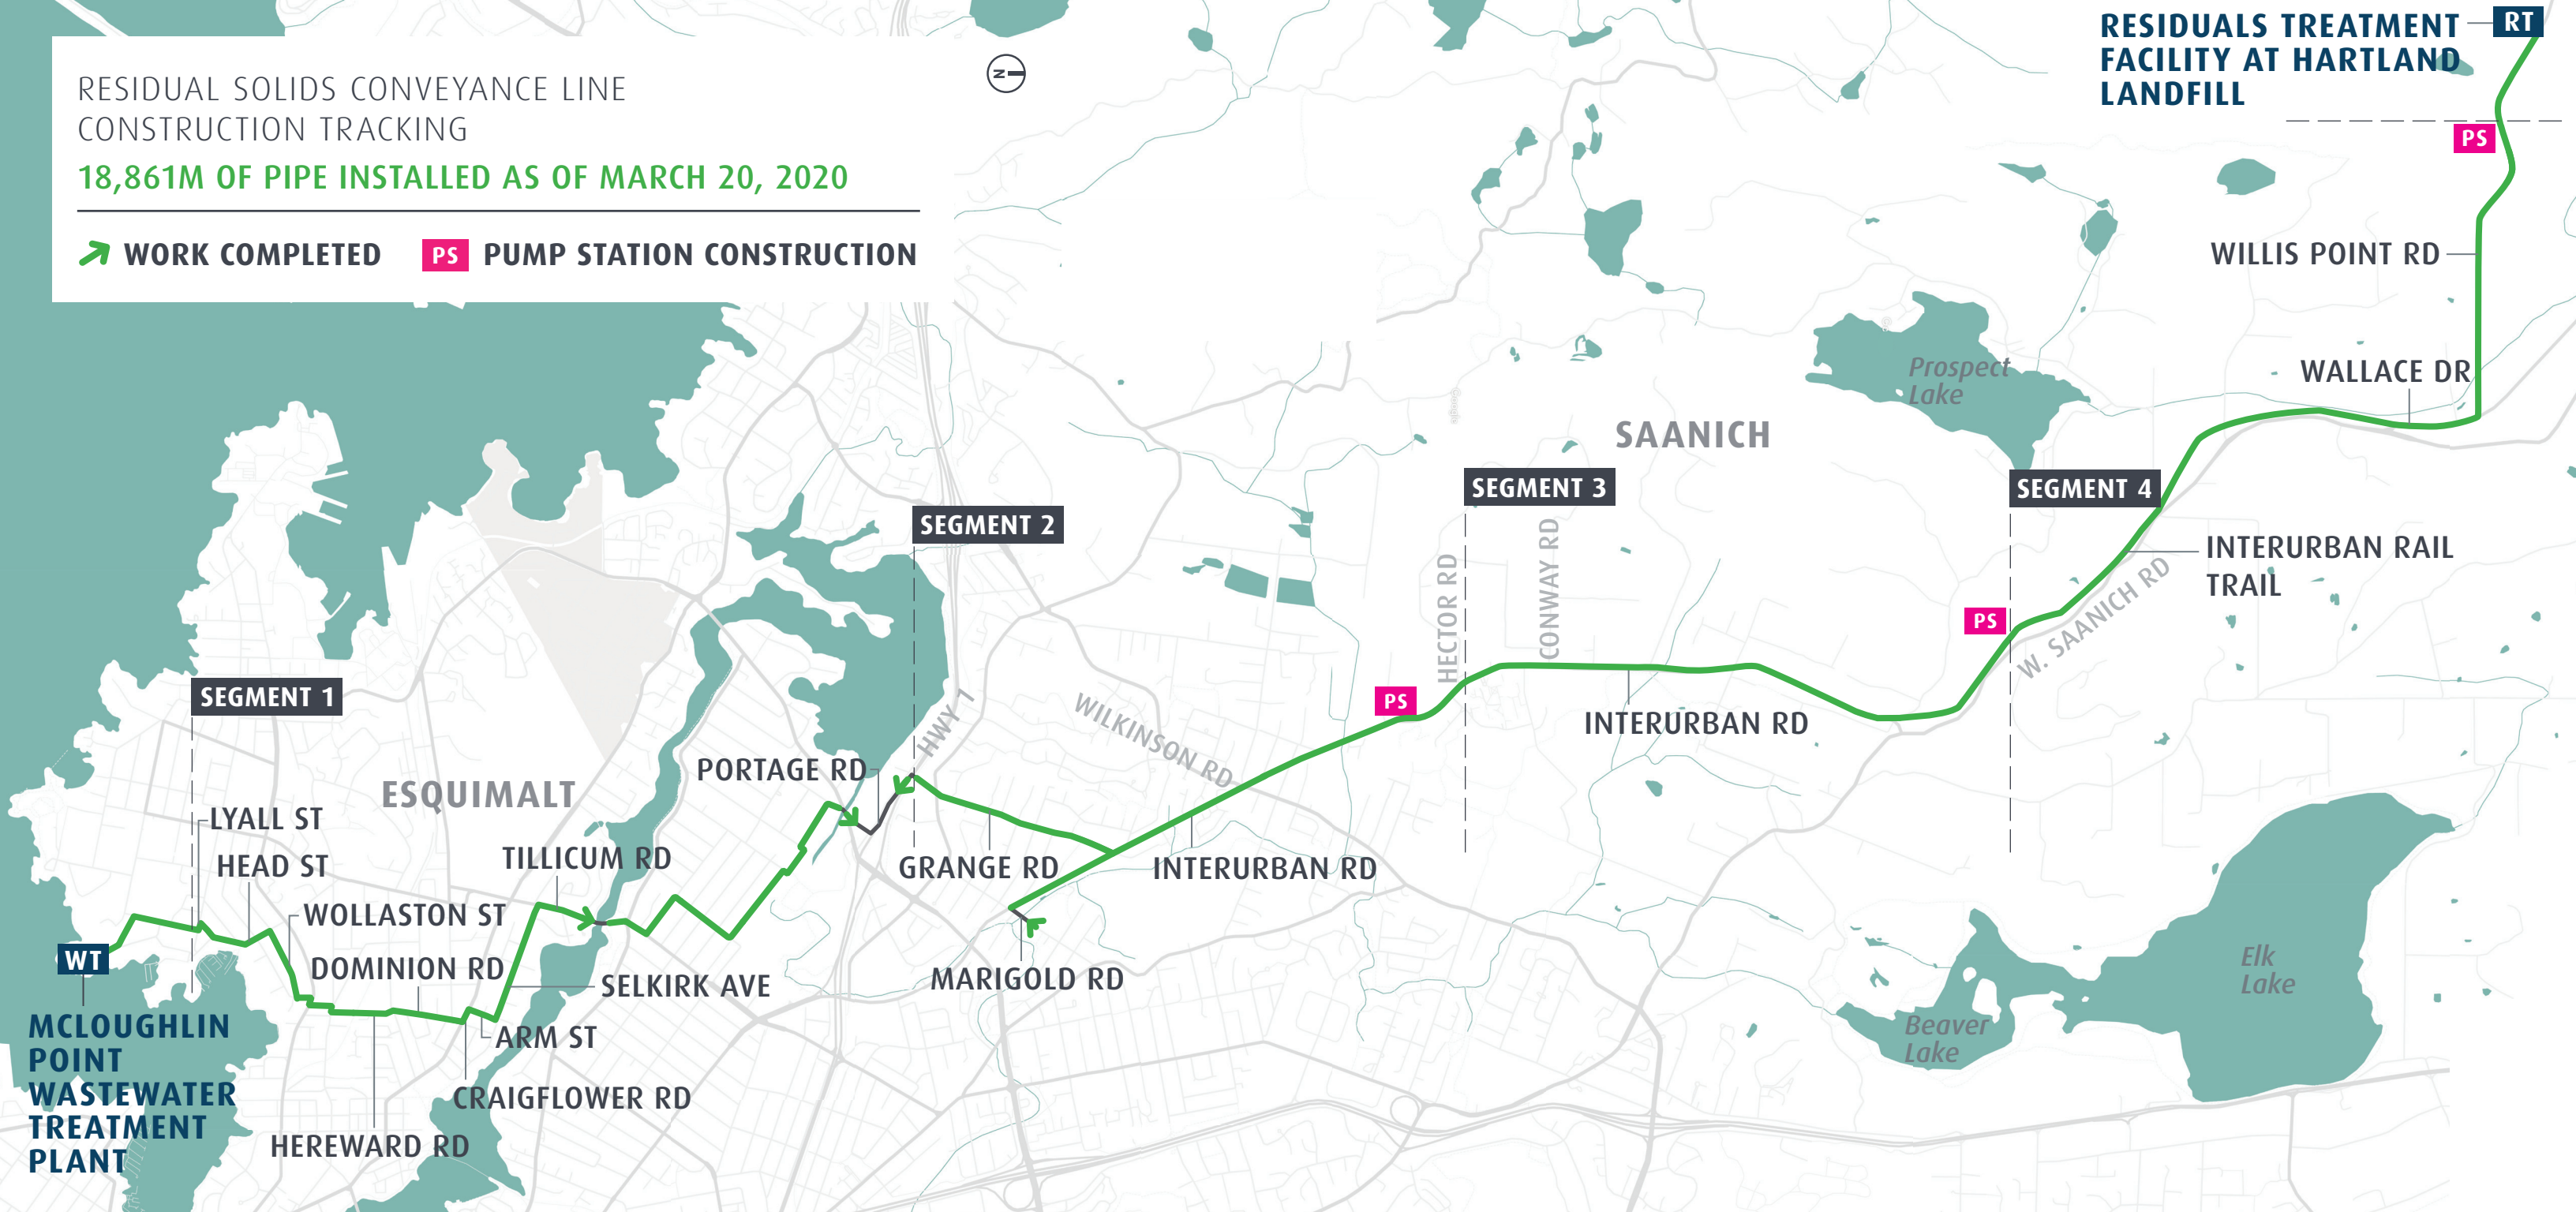 RESIDUAL SOLIDS CONVEYANCE LINE
CONSTRUCTION TRACKING
18,861M OF PIPE INSTALLED AS OF MARCH 20, 2020
WORK COMPLETED
PS PUMP STATION CONSTRUCTION
N
RESIDUALS TREATMENT
FACILITY AT HARTLAND
LANDFILL
RT
PS
WILLIS POINT RD
WALLACE DR
Prospect
Lake
SAANICH
SEGMENT 3
SEGMENT 4
SEGMENT 2
HECTOR RD
CONWAY RD
INTERURBAN RAIL
TRAIL
W. SAANICH RD
PS
SEGMENT 1
PS
HWY 1
WILKINSON RD
INTERURBAN RD
PORTAGE RD
ESQUIMALT
LYALL ST
HEAD ST
TILLICUM RD
GRANGE RD
INTERURBAN RD
WOLLASTON ST
DOMINION RD
SELKIRK AVE
MARIGOLD RD
WT
MCLOUGHLIN
POINT
WASTEWATER
TREATMENT
PLANT
ARM ST
CRAIGFLOWER RD
HEREWARD RD
Elk
Lake
Beaver
Lake